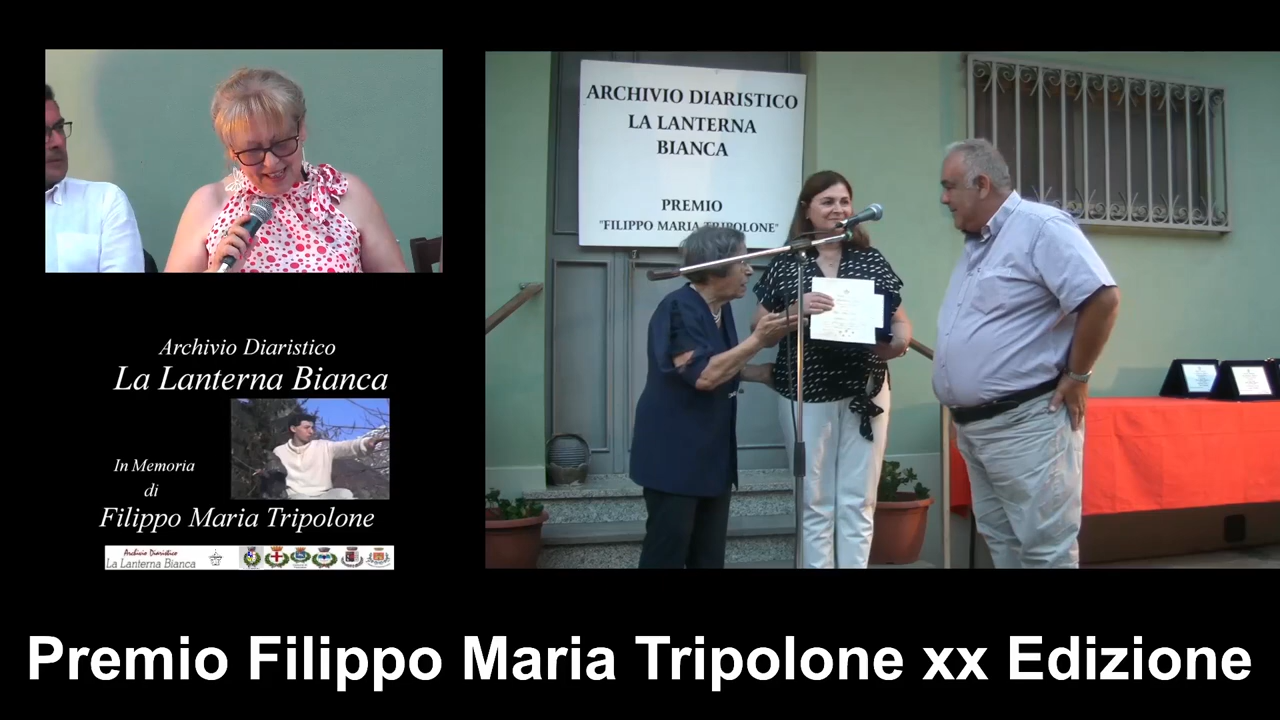 ARCHIVIO DIARISTICO
LA LANTERNA
BIANCA
PREMIO
"FILIPPO MARIA TRIPOLONE"
Archivio Diaristico
La Lanterna Bianca
In Memoria
di
Filippo Maria Tripolone
Archivio Diaristico
La Lanterna Bianca
Premio Filippo Maria Tripolone xx Edizione